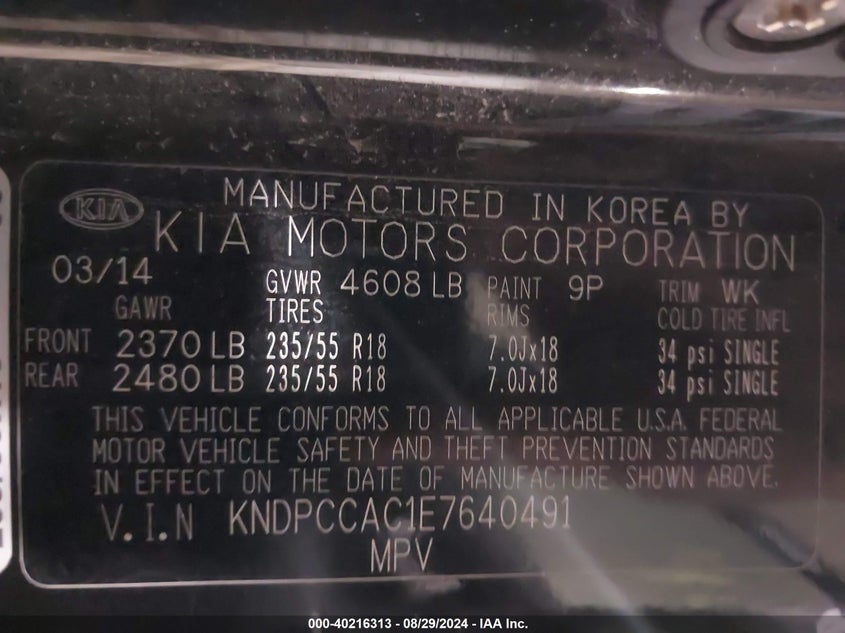 MANUFACTURED IN KOREA BY
KIA
KIA MOTORS CORPORATION
03/14 GVWR 4608 LB PAINT 9P TRIM WK
GAWR TIRES RIMS COLD TIRE INFL
FRONT 2370 LB 235/55 R18 7.0Jx18 34 psi SINGLE
REAR 2480 LB 235/55 R18 7.0Jx18 34 psi SINGLE
THIS VEHICLE CONFORMS TO ALL APPLICABLE U.S.A. FEDERAL
MOTOR VEHICLE SAFETY AND THEFT PREVENTION STANDARDS
IN EFFECT ON THE DATE OF MANUFACTURE SHOWN ABOVE.
V.I.N KNDPCCAC1E7640491
MPV
000-40216313 - 08/29/2024 - IAA Inc.